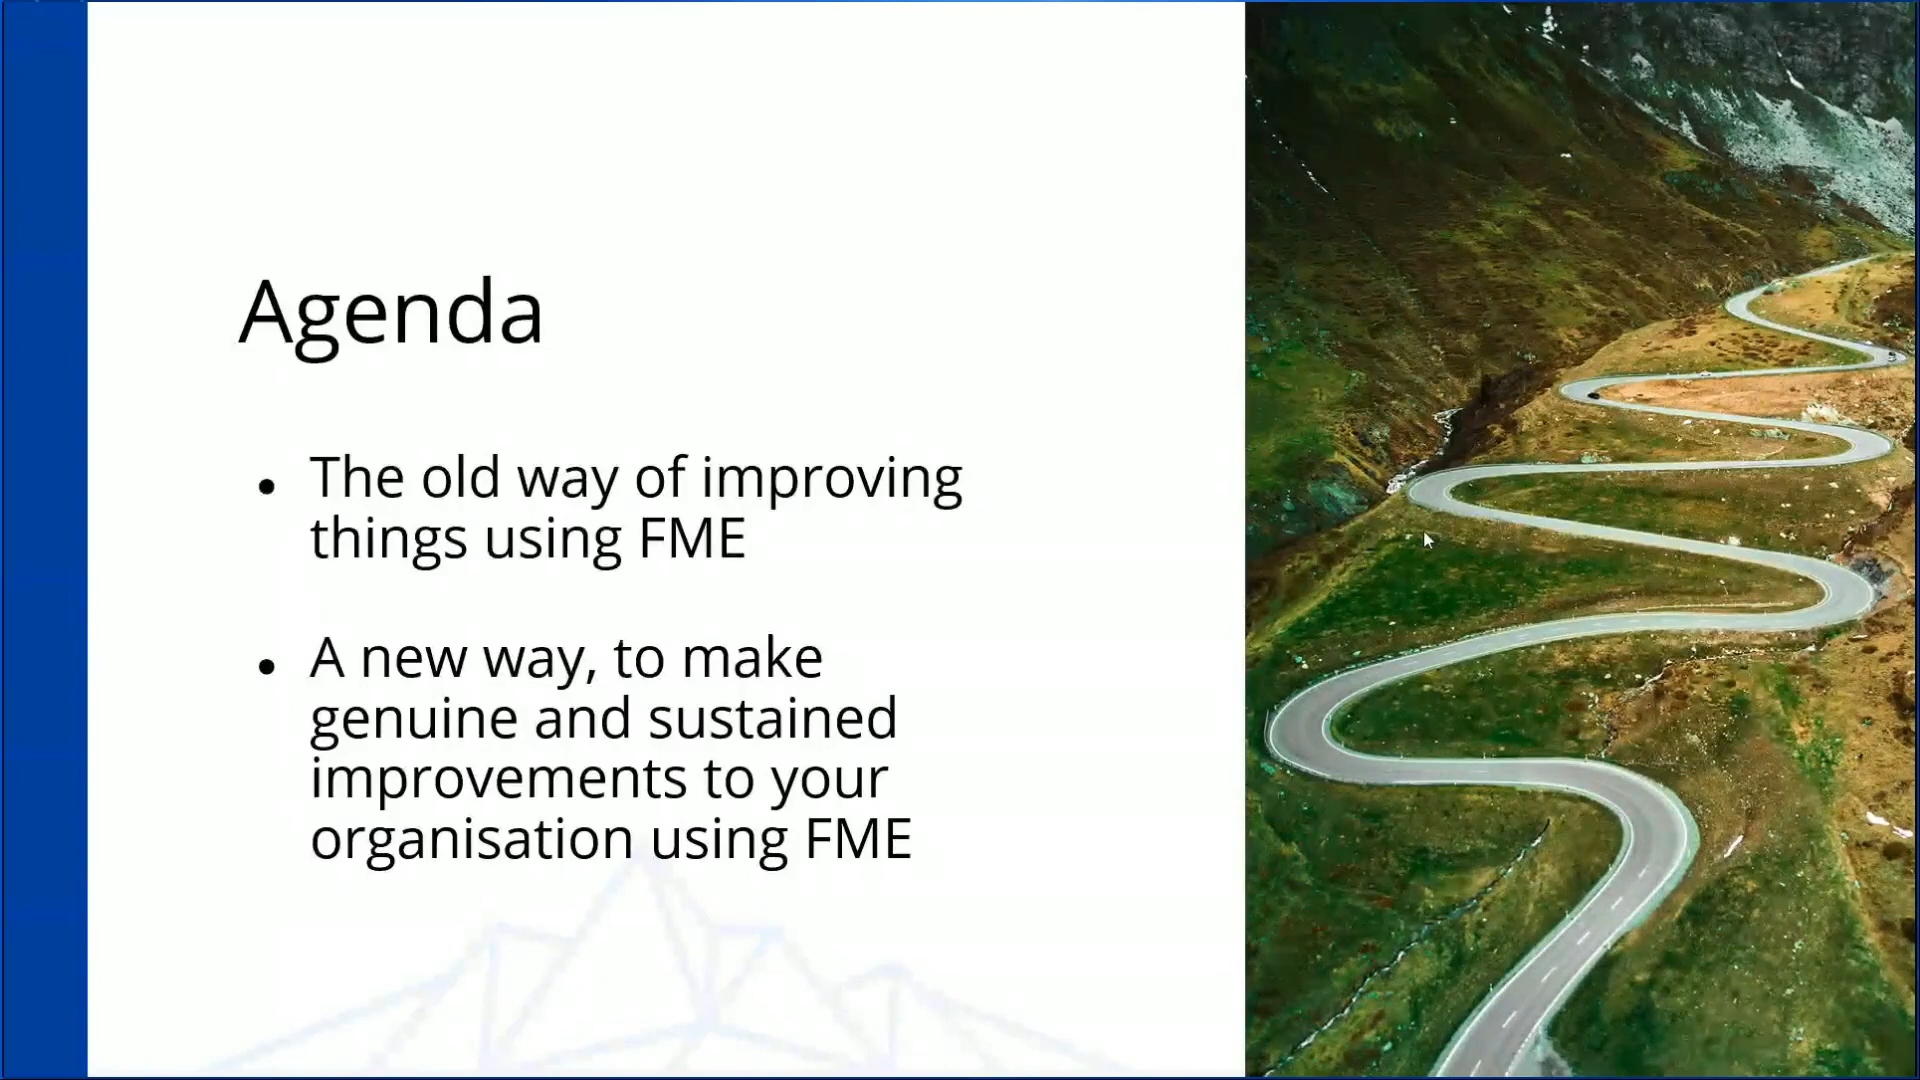 Agenda
• The old way of improving
things using FME
• A new way, to make
genuine and sustained
improvements to your
organisation using FME